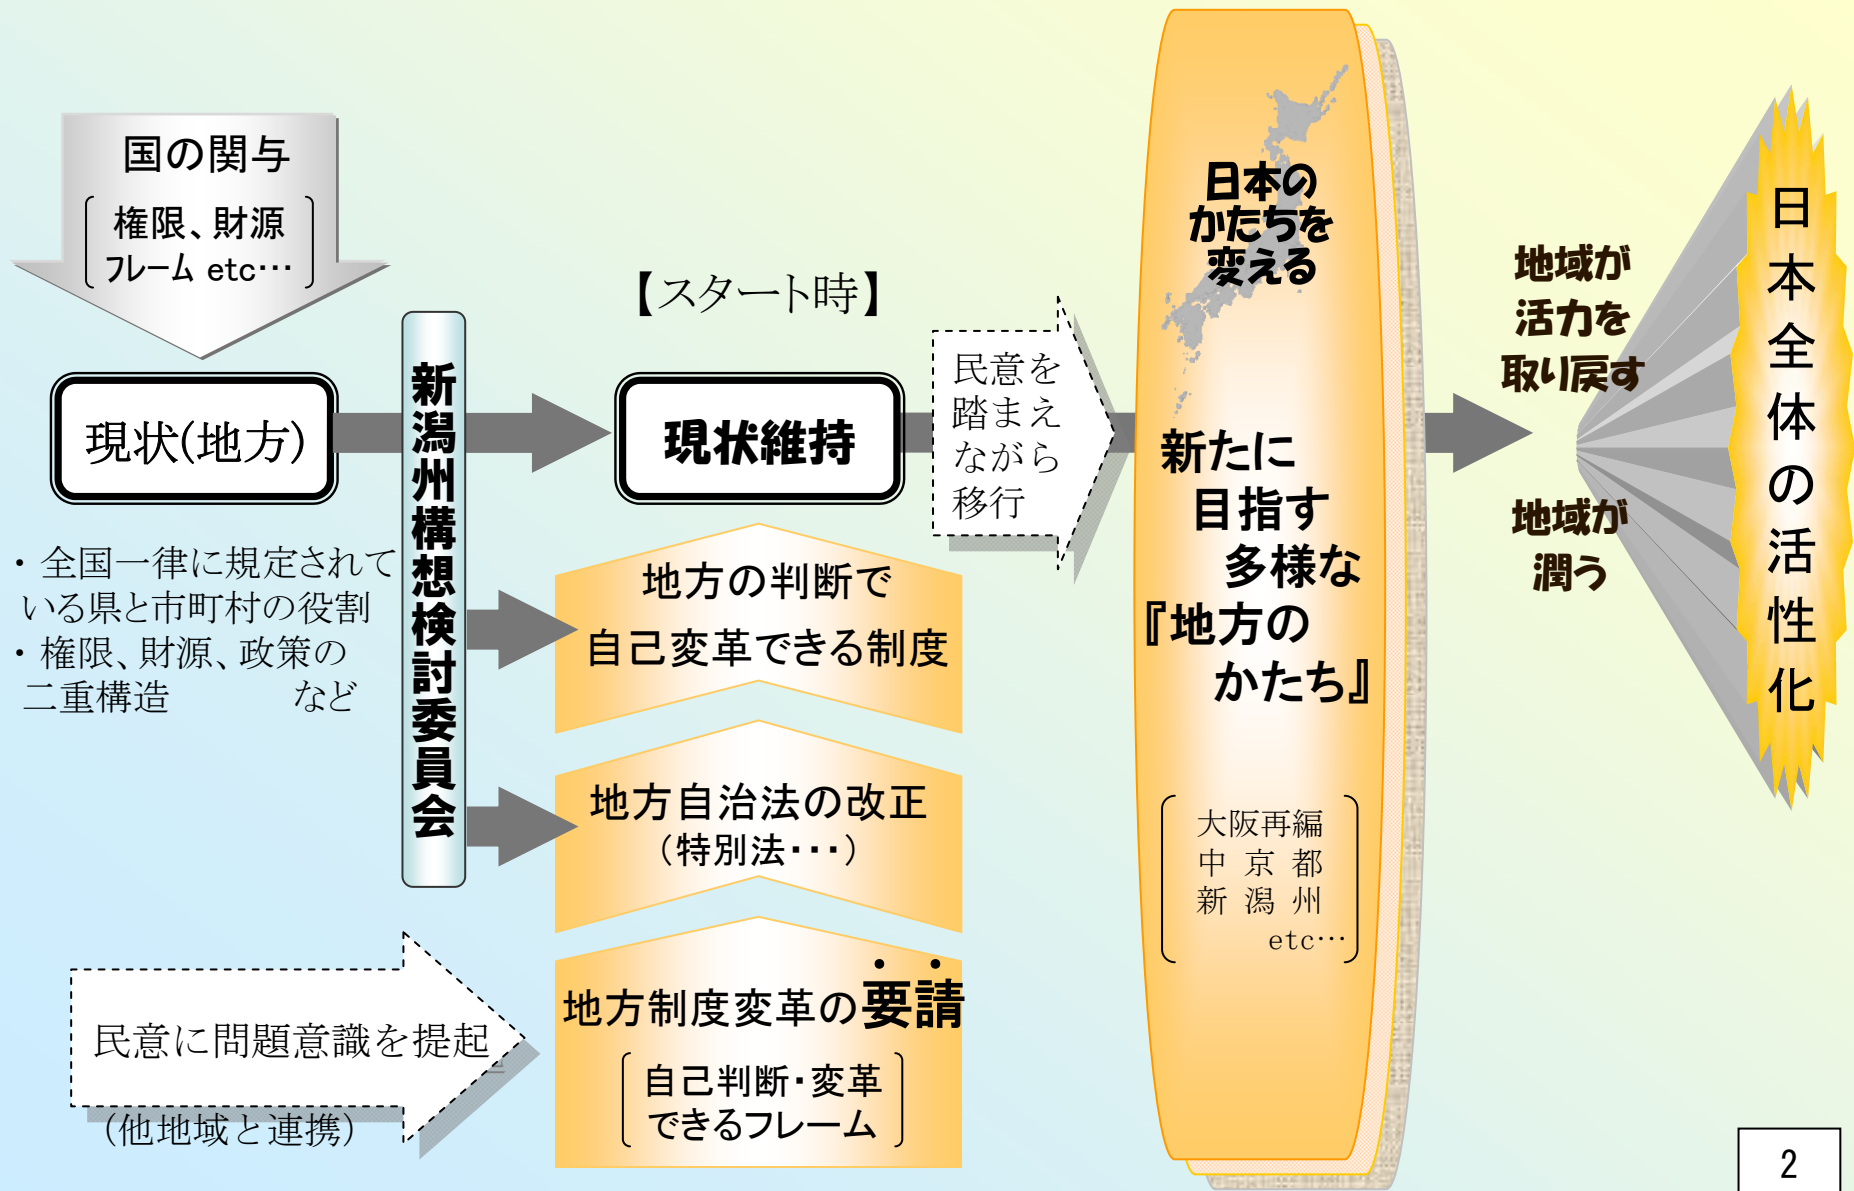 国の関与
権限、財源
フレーム etc…
現状(地方)
・全国一律に規定されて
いる県と市町村の役割
・権限、財源、政策の
二重構造　　　など
新潟州構想検討委員会
【スタート時】
現状維持
地方の判断で
自己変革できる制度
地方自治法の改正
（特別法・・・）
地方制度変革の要請
自己判断・変革
できるフレーム
民意に問題意識を提起
（他地域と連携）
民意を
踏まえ
ながら
移行
日本の
かたちを
変える
新たに
目指す
多様な
『地方の
かたち』
大阪再編
中 京 都
新 潟 州
etc…
地域が
活力を
取り戻す
地域が
潤う
日本全体の活性化
2